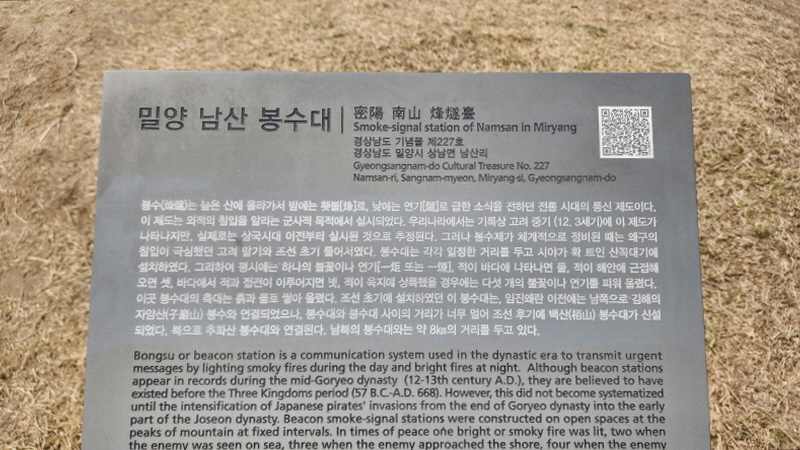 밀양 남산 봉수대
密陽 南山 烽燧臺
Smoke-signal station of Namsan in Miryang
경상남도 기념물 제227호
경상남도 밀양시 상남면 남산리
Gyeongsangnam-do Cultural Treasure No. 227
Namsan-ri, Sangnam-myeon, Miryang-si, Gyeongsangnam-do
봉수(烽燧)는 높은 산에 올라가서 밤에는 횃불[烽]로, 낮에는 연기[燧]로 급한 소식을 전하던 전통 시대의 통신 제도이다.
이 제도는 외적의 침입을 알리는 군사적 목적에서 실시되었다. 우리나라에서는 기록상 고려 중기 (12, 3세기)에 이 제도가
나타나지만, 실제로는 삼국시대 이전부터 실시된 것으로 추정된다. 그러나 봉수제가 체계적으로 정비된 때는 왜구의
침입이 극심했던 고려 말기와 조선 초기 들어서였다. 봉수대는 각각 일정한 거리를 두고 시야가 확 트인 산꼭대기에
설치하였다. 그리하여 평시에는 하나의 불꽃이나 연기[一炬 또는 一煙], 적이 바다에 나타나면 둘, 적이 해안에 근접해
오면 셋, 바다에서 적과 접전이 이루어지면 넷, 적이 육지에 상륙했을 경우에는 다섯 개의 불꽃이나 연기를 피워 올렸다.
이곳 봉수대의 축대는 흙과 돌로 쌓아 올렸다. 조선 초기에 설치하였던 이 봉수대는, 임진왜란 이전에는 남쪽으로 김해의
자암산(子巖山) 봉수와 연결되었으나, 봉수대와 봉수대 사이의 거리가 너무 멀어 조선 후기에 백산(栢山) 봉수대가 신설
되었다. 북으로 추화산 봉수대와 연결된다. 남북의 봉수대와는 약 8㎞의 거리를 두고 있다.
Bongsu or beacon station is a communication system used in the dynastic era to transmit urgent
messages by lighting smoky fires during the day and bright fires at night. Although beacon stations
appear in records during the mid-Goryeo dynasty (12-13th century A.D.), they are believed to have
existed before the Three Kingdoms period (57 B.C.-A.D. 668). However, this did not become systematized
until the intensification of Japanese pirates' invasions from the end of Goryeo dynasty into the early
part of the Joseon dynasty. Beacon smoke-signal stations were constructed on open spaces at the
peaks of mountain at fixed intervals. In times of peace one bright or smoky fire was lit, two when
the enemy was seen on sea, three when the enemy approached the shore, four when the enemy